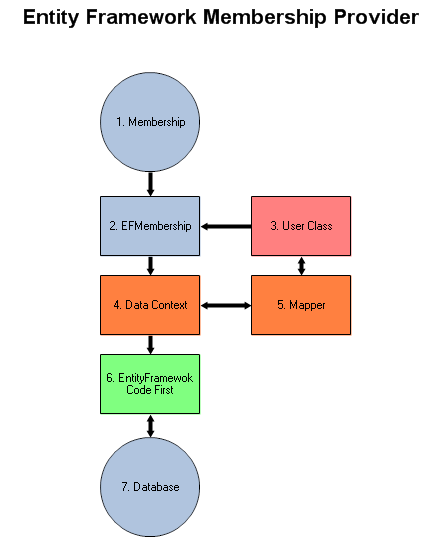 Entity Framework Membership Provider
1. Membership
2. EFMembership
3. User Class
4. Data Context
5. Mapper
6. EntityFramewok
Code First
7. Database